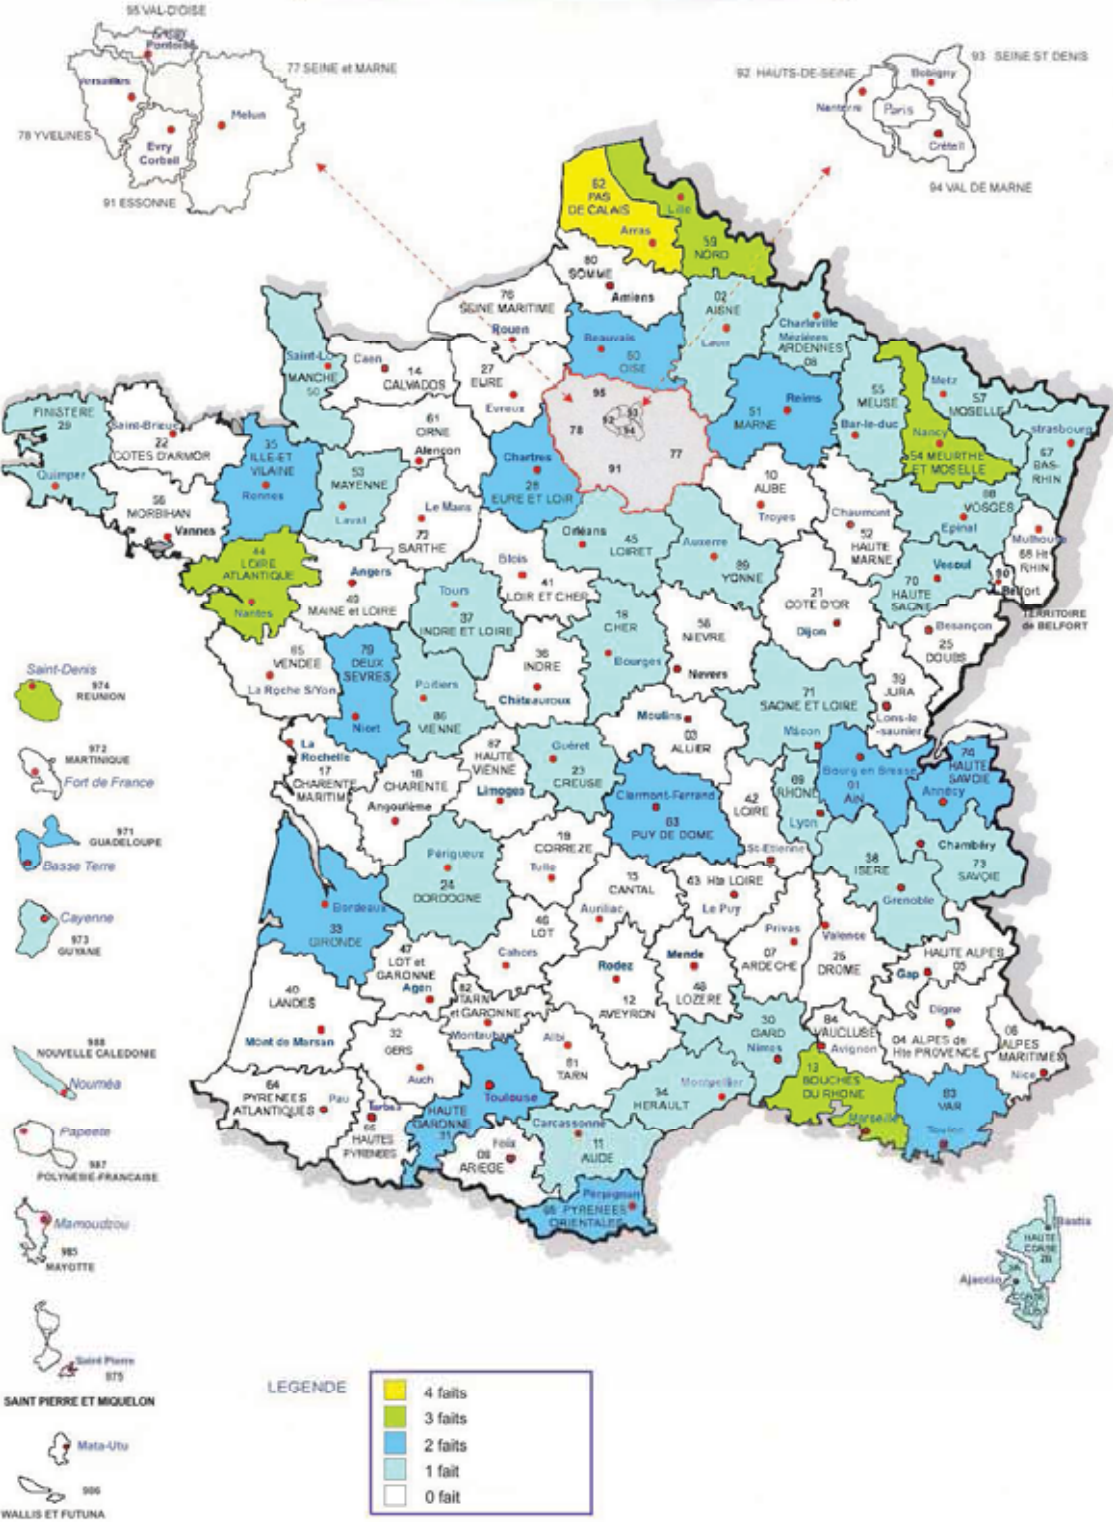 95 VAL-D'OISE
Pontoise
77 SEINE et MARNE
Versailles
Melun
78 YVELINES
Evry
Corbeil
91 ESSONNE
93 SEINE ST DENIS
92 HAUTS-DE-SEINE
Bobigny
Nanterre
Paris
Créteil
94 VAL DE MARNE
62
PAS
DE CALAIS
Arras
Lille
59
NORD
80
SOMME
Amiens
76
SEINE MARITIME
Rouen
02
AISNE
Laon
Charleville
Mézières
ARDENNES
08
Beauvais
60
OISE
Saint-Lo
MANCHE
50
Caen
14
CALVADOS
27
EURE
Evreux
95
78
92
93
94
91
77
51
MARNE
Reims
55
MEUSE
Bar-le-duc
Metz
57
MOSELLE
Nancy
54 MEURTHE
ET MOSELLE
strasbourg
67
BAS-
RHIN
FINISTERE
29
Quimper
Saint-Brieuc
22
COTES D'ARMOR
35
ILLE-ET
VILAINE
Rennes
56
MORBIHAN
Vannes
61
ORNE
Alençon
53
MAYENNE
Laval
Le Mans
72
SARTHE
Chartres
28
EURE ET LOIR
10
AUBE
Troyes
Chaumont
52
HAUTE
MARNE
88
VOSGES
Epinal
Mulhouse
68 Ht
RHIN
Orléans
45
LOIRET
Auxerre
89
YONNE
Vesoul
70
HAUTE
SAONE
90
Belfort
TERRITOIRE
de BELFORT
44
LOIRE
ATLANTIQUE
Nantes
Angers
49
MAINE et LOIRE
Tours
37
INDRE ET LOIRE
Blois
41
LOIR ET CHER
18
CHER
Bourges
58
NIEVRE
Nevers
21
COTE D'OR
Dijon
Besançon
25
DOUBS
85
VENDEE
La Roche S/Yon
79
DEUX
SEVRES
Niort
Poitiers
86
VIENNE
36
INDRE
Châteauroux
Moulins
03
ALLIER
71
SAONE ET LOIRE
Mâcon
39
JURA
Lons-le
-saunier
La
Rochelle
17
CHARENTE
MARITIME
16
CHARENTE
Angoulème
87
HAUTE
VIENNE
Limoges
Guéret
23
CREUSE
Clermont-Ferrand
63
PUY DE DOME
42
LOIRE
St-Etienne
69
RHONE
Lyon
Bourg en Bresse
01
AIN
74
HAUTE
SAVOIE
Annecy
Chambéry
73
SAVOIE
38
ISERE
Grenoble
Périgueux
24
DORDOGNE
19
CORREZE
Tulle
15
CANTAL
Aurillac
43 Hte LOIRE
Le Puy
Privas
07
ARDECHE
Valence
26
DROME
HAUTE ALPES
05
Gap
Bordeaux
33
GIRONDE
47
LOT et
GARONNE
Agen
46
LOT
Cahors
Rodez
12
AVEYRON
Mende
48
LOZERE
40
LANDES
Mont de Marsan
82
TARN
et GARONNE
Montauban
32
GERS
Auch
Albi
81
TARN
30
GARD
Nîmes
84
VAUCLUSE
Avignon
Digne
04 ALPES de
Hte PROVENCE
06
ALPES
MARITIMES
Nice
64
PYRENEES
ATLANTIQUES
Pau
Tarbes
65
HAUTES
PYRENEES
HAUTE
GARONNE
31
Toulouse
Foix
09
ARIEGE
Carcassonne
11
AUDE
34
HERAULT
Montpellier
13
BOUCHES
DU RHONE
Marseille
83
VAR
Toulon
Perpignan
66 PYRENEES
ORIENTALES
Bastia
HAUTE
CORSE
2B
Ajaccio
2A
CORSE
DU
SUD
Saint-Denis
974
REUNION
972
MARTINIQUE
Fort de France
971
GUADELOUPE
Basse Terre
Cayenne
973
GUYANE
988
NOUVELLE CALEDONIE
Nouméa
Papeete
987
POLYNESIE-FRANCAISE
Mamoudzou
985
MAYOTTE
Saint Pierre
975
SAINT PIERRE ET MIQUELON
Mata-Utu
986
WALLIS ET FUTUNA
LEGENDE
4 faits
3 faits
2 faits
1 fait
0 fait